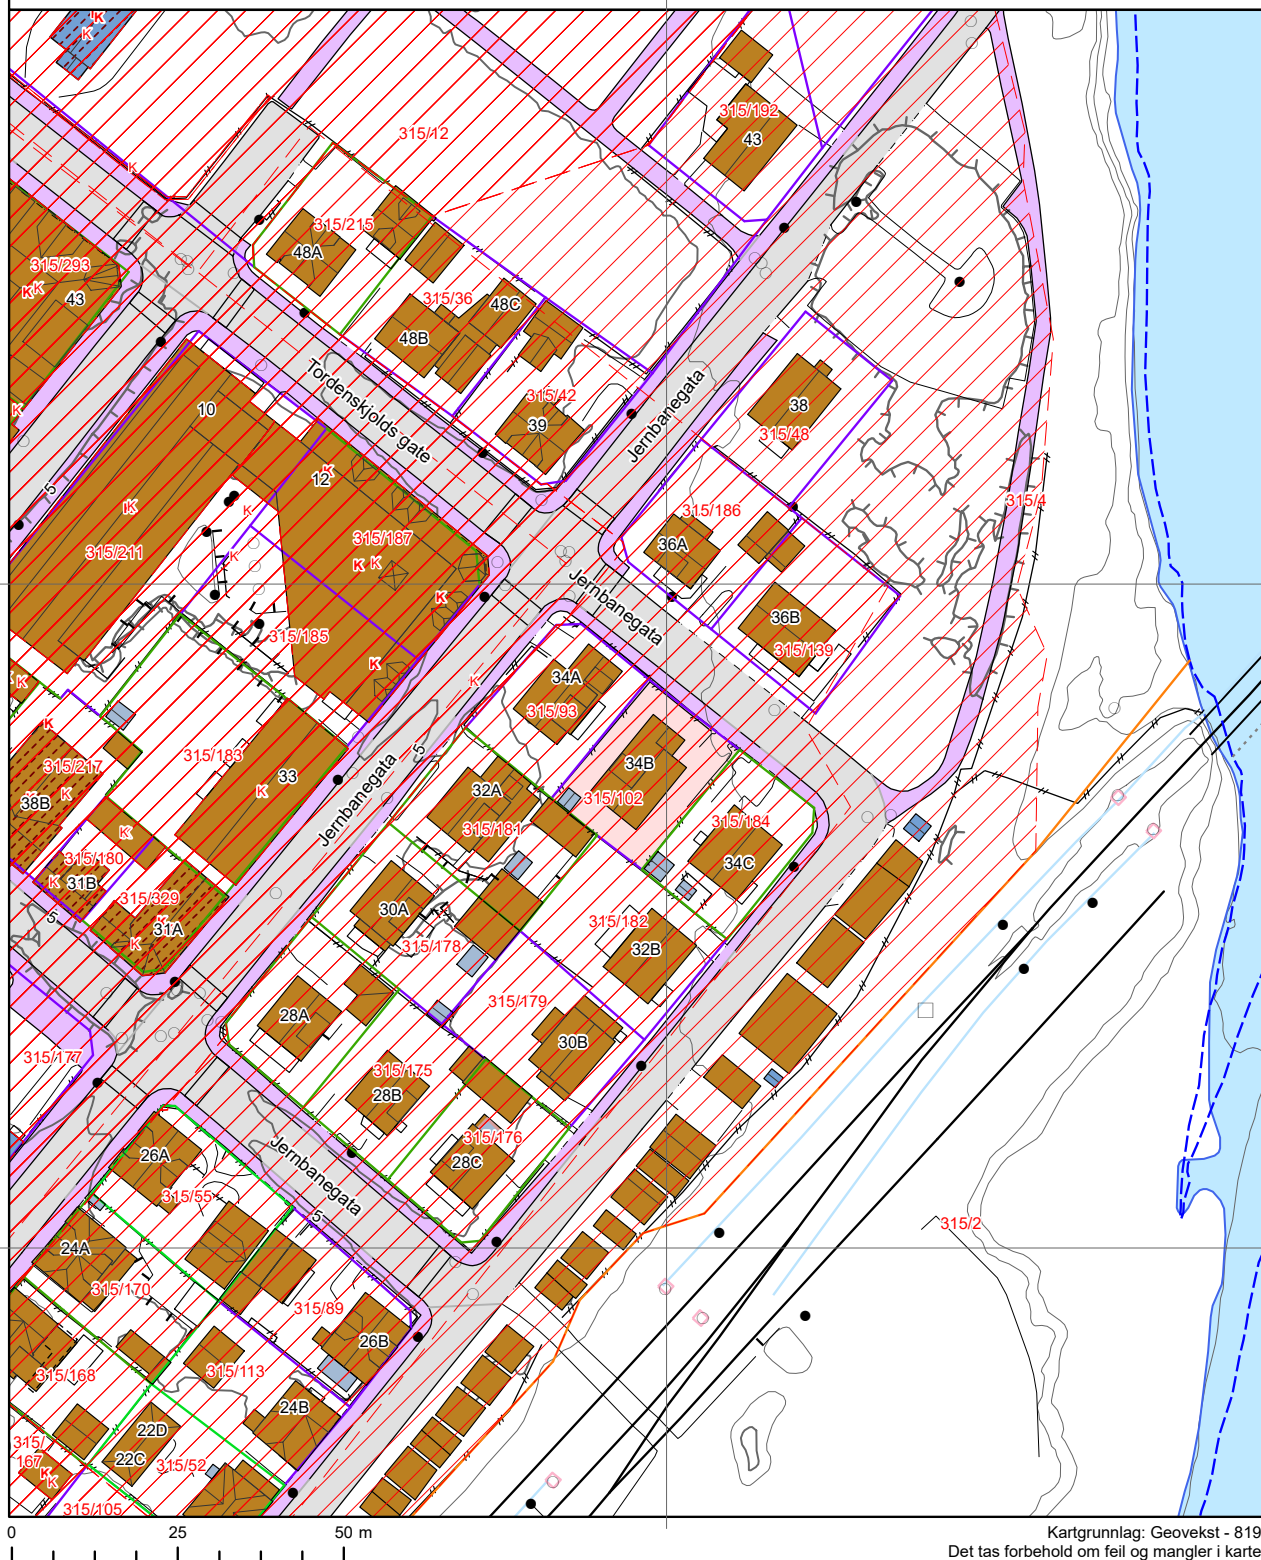 K
K
K
315/192
43
315/12
K
315/215
48A
315/293
K
K
43
315/36
48C
48B
Tordenskjolds gate
315/42
39
Jernbanegata
38
315/48
10
K
12
K
K
315/211
5
K
K
315/187
K
K
K
315/185
K
315/186
36A
315/4
Jernbanegata
36B
315/139
K
K
34A
315/93
34B
315/102
K
K
315/217
K
38B
315/183
33
K
5
Jernbanegata
32A
315/181
315/184
34C
K
315/180
31B
K
315/329
K
31A
K
5
30A
315/178
315/182
32B
315/177
28A
315/179
30B
315/175
28B
315/176
28C
Jernbanegata
5
26A
315/55
24A
315/170
315/89
26B
315/2
315/168
315/113
24B
22D
22C
315/52
315/
167
K
K
315/105
0 25 50 m
Kartgrunnlag: Geovekst - 819
Det tas forbehold om feil og mangler i karte